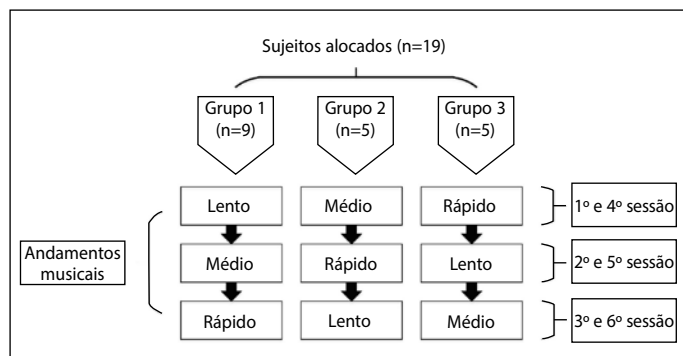 Sujeitos alocados (n=19)
Grupo 1
(n=9)
Grupo 2
(n=5)
Grupo 3
(n=5)
Lento
Médio
Rápido
1º e 4º sessão
Andamentos
musicais
Médio
Rápido
Lento
2º e 5º sessão
Rápido
Lento
Médio
3º e 6º sessão